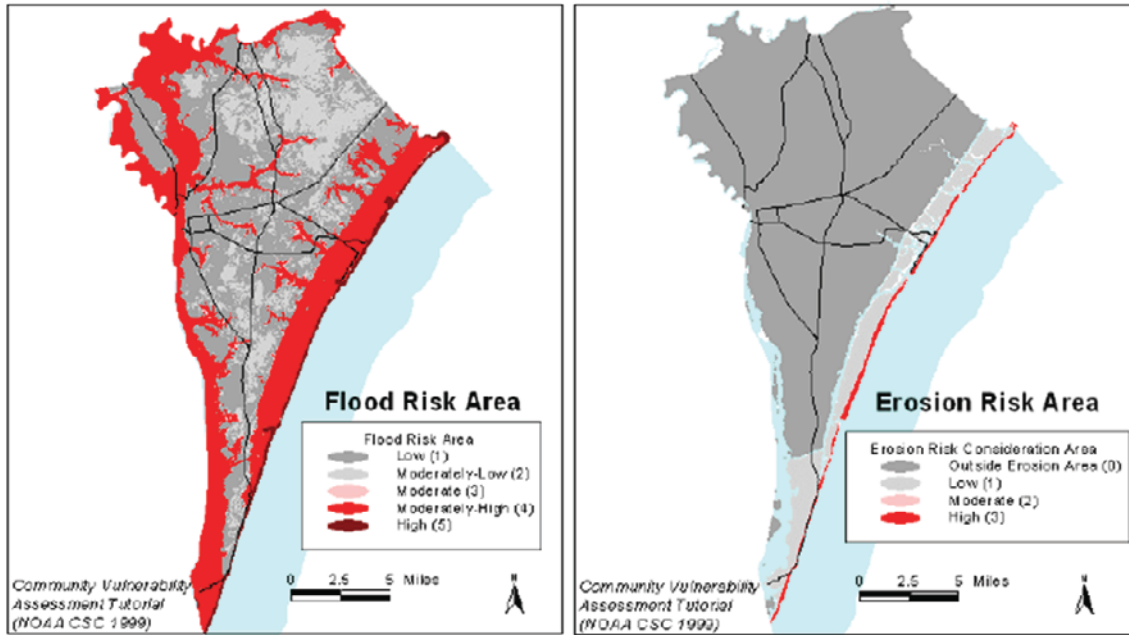 Flood Risk Area
Flood Risk Area
Low (1)
Moderately-Low (2)
Moderate (3)
Moderately-High (4)
High (5)
0 2.5 5 Miles
N
Community Vulnerability
Assessment Tutorial
(NOAA CSC 1999)
Erosion Risk Area
Erosion Risk Consideration Area
Outside Erosion Area (0)
Low (1)
Moderate (2)
High (3)
0 2.5 5 Miles
N
Community Vulnerability
Assessment Tutorial
(NOAA CSC 1999)